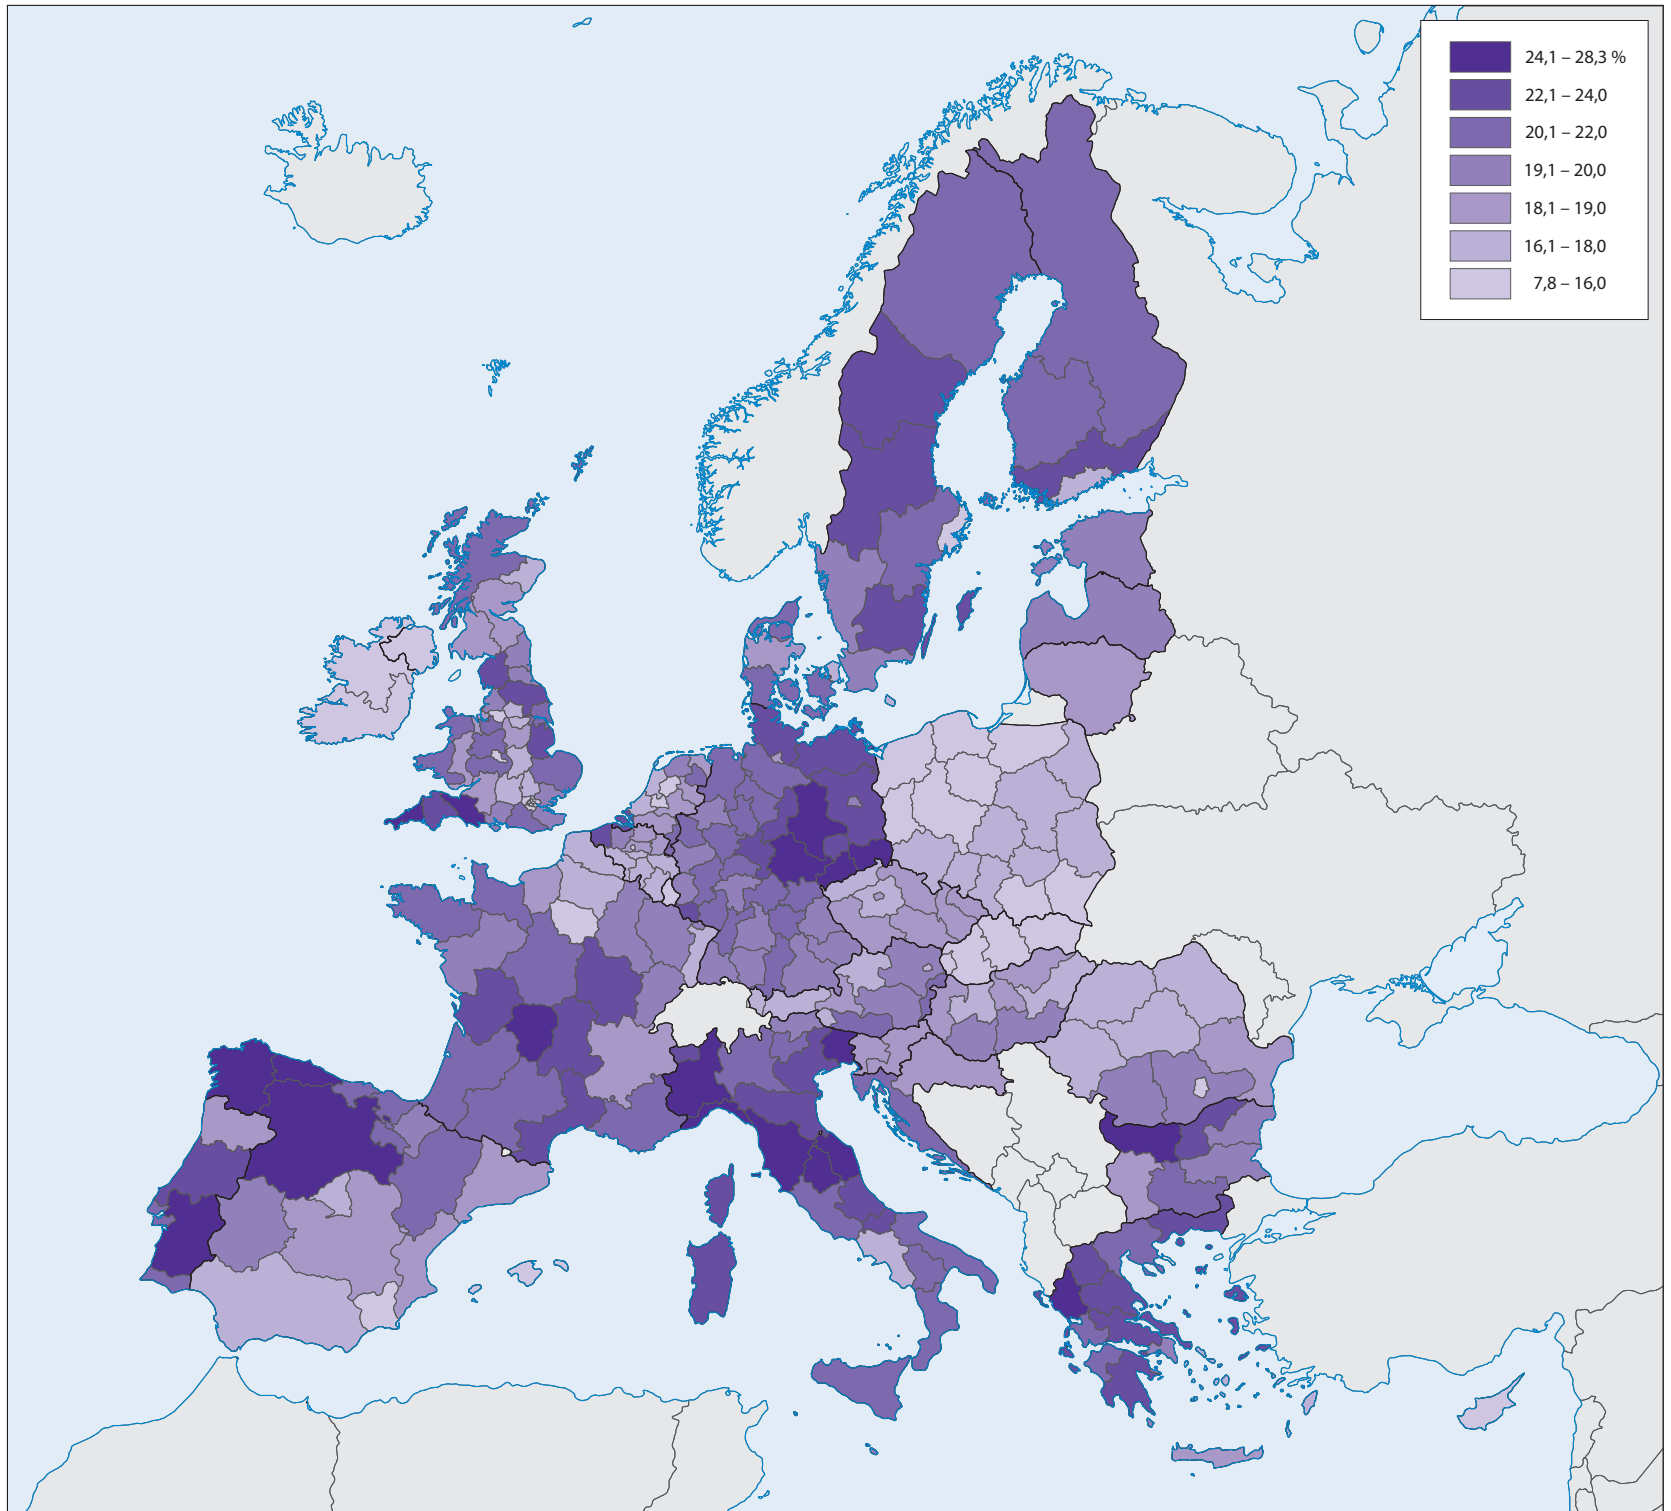 24,1 – 28,3 %
22,1 – 24,0
20,1 – 22,0
19,1 – 20,0
18,1 – 19,0
16,1 – 18,0
7,8 – 16,0